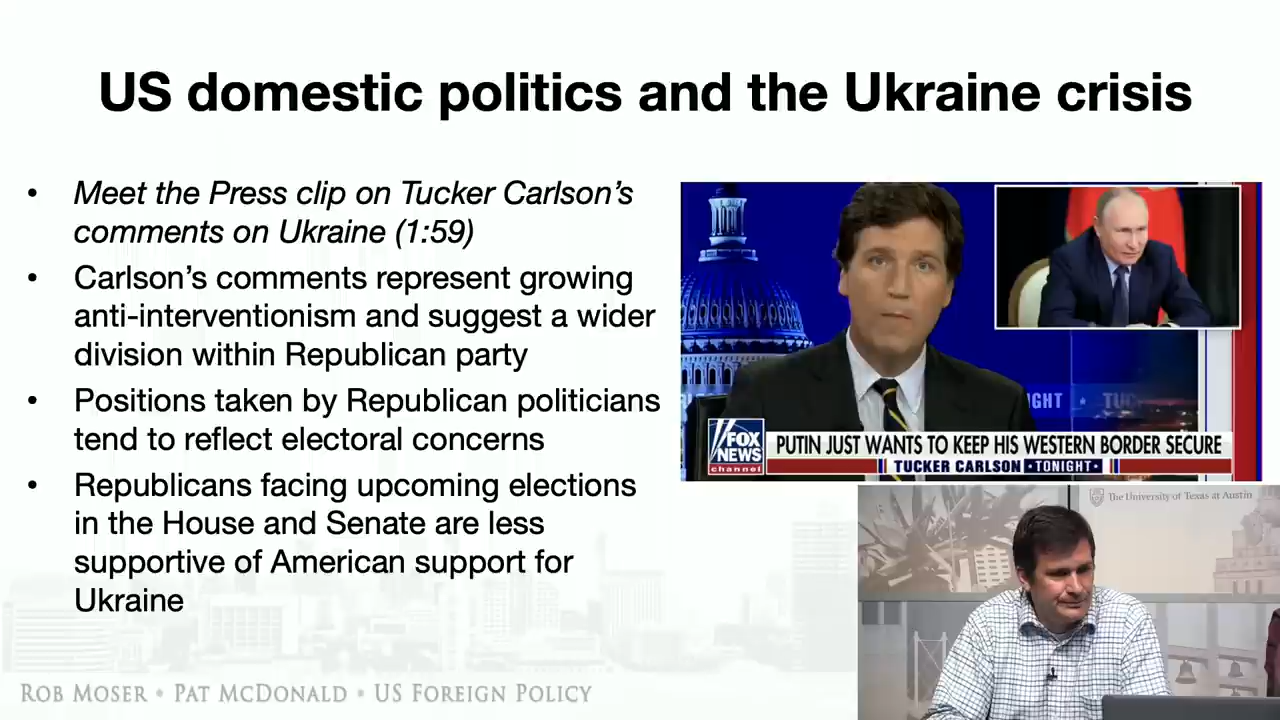 US domestic politics and the Ukraine crisis
• Meet the Press clip on Tucker Carlson's
comments on Ukraine (1:59)
• Carlson's comments represent growing
anti-interventionism and suggest a wider
division within Republican party
• Positions taken by Republican politicians
tend to reflect electoral concerns
• Republicans facing upcoming elections
in the House and Senate are less
supportive of American support for
Ukraine
IGHT TUC
FOX
NEWS
channel
PUTIN JUST WANTS TO KEEP HIS WESTERN BORDER SECURE
TUCKER CARLSON TONIGHT
The University of Texas at Austin
ROB MOSER • PAT MCDONALD • US FOREIGN POLICY